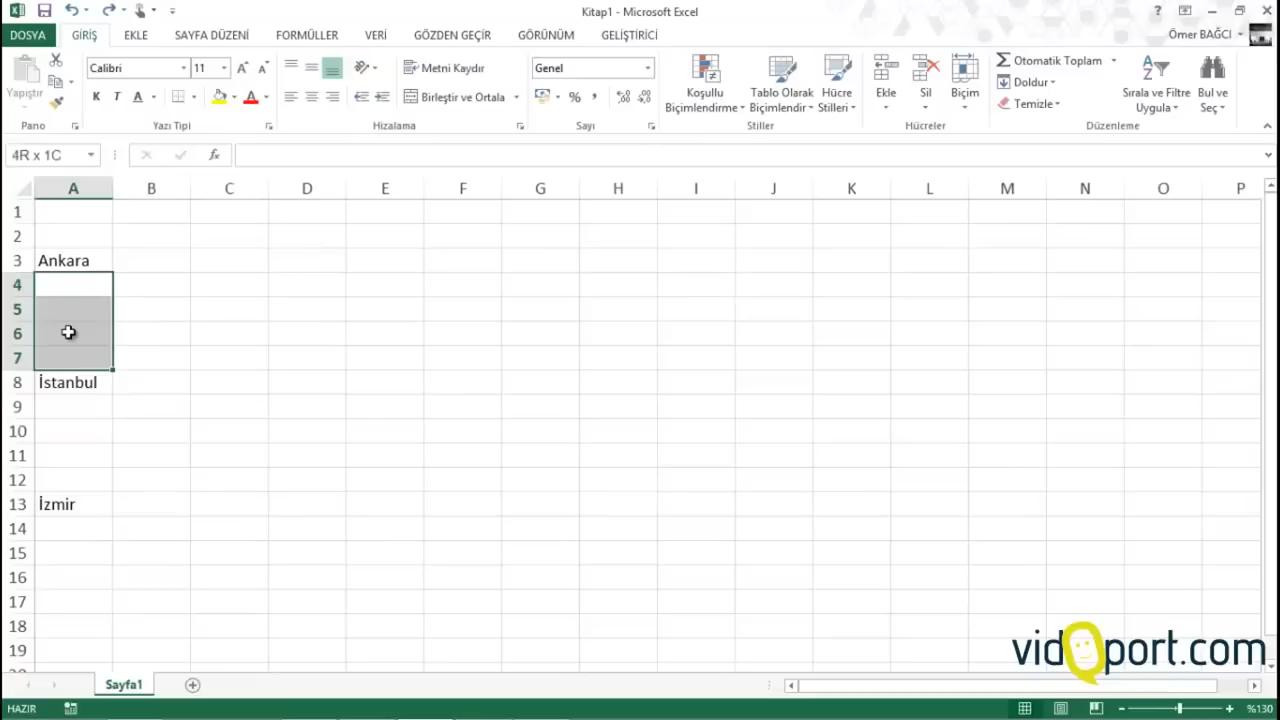 Kitap1 - Microsoft Excel
DOSYA GİRİŞ EKLE SAYFA DÜZENİ FORMÜLLER VERİ GÖZDEN GEÇİR GÖRÜNÜM GELİŞTİRİCİ Ömer BAĞCI
Yapıştır
Calibri 11
K T A
Metni Kaydır
Birleştir ve Ortala
Genel
Koşullu Biçimlendirme
Tablo Olarak Biçimlendir
Hücre Stilleri
Ekle
Sil
Biçim
Otomatik Toplam
Doldur
Temizle
Sırala ve Filtre Uygula
Bul ve Seç
Pano Yazı Tipi Hizalama Sayı Stiller Hücreler Düzenleme
4R x 1C fx
A B C D E F G H I J K L M N O P
1
2
3 Ankara
4
5
6
7
8 İstanbul
9
10
11
12
13 İzmir
14
15
16
17
18
19
vidoport.com
Sayfa1
HAZIR %130